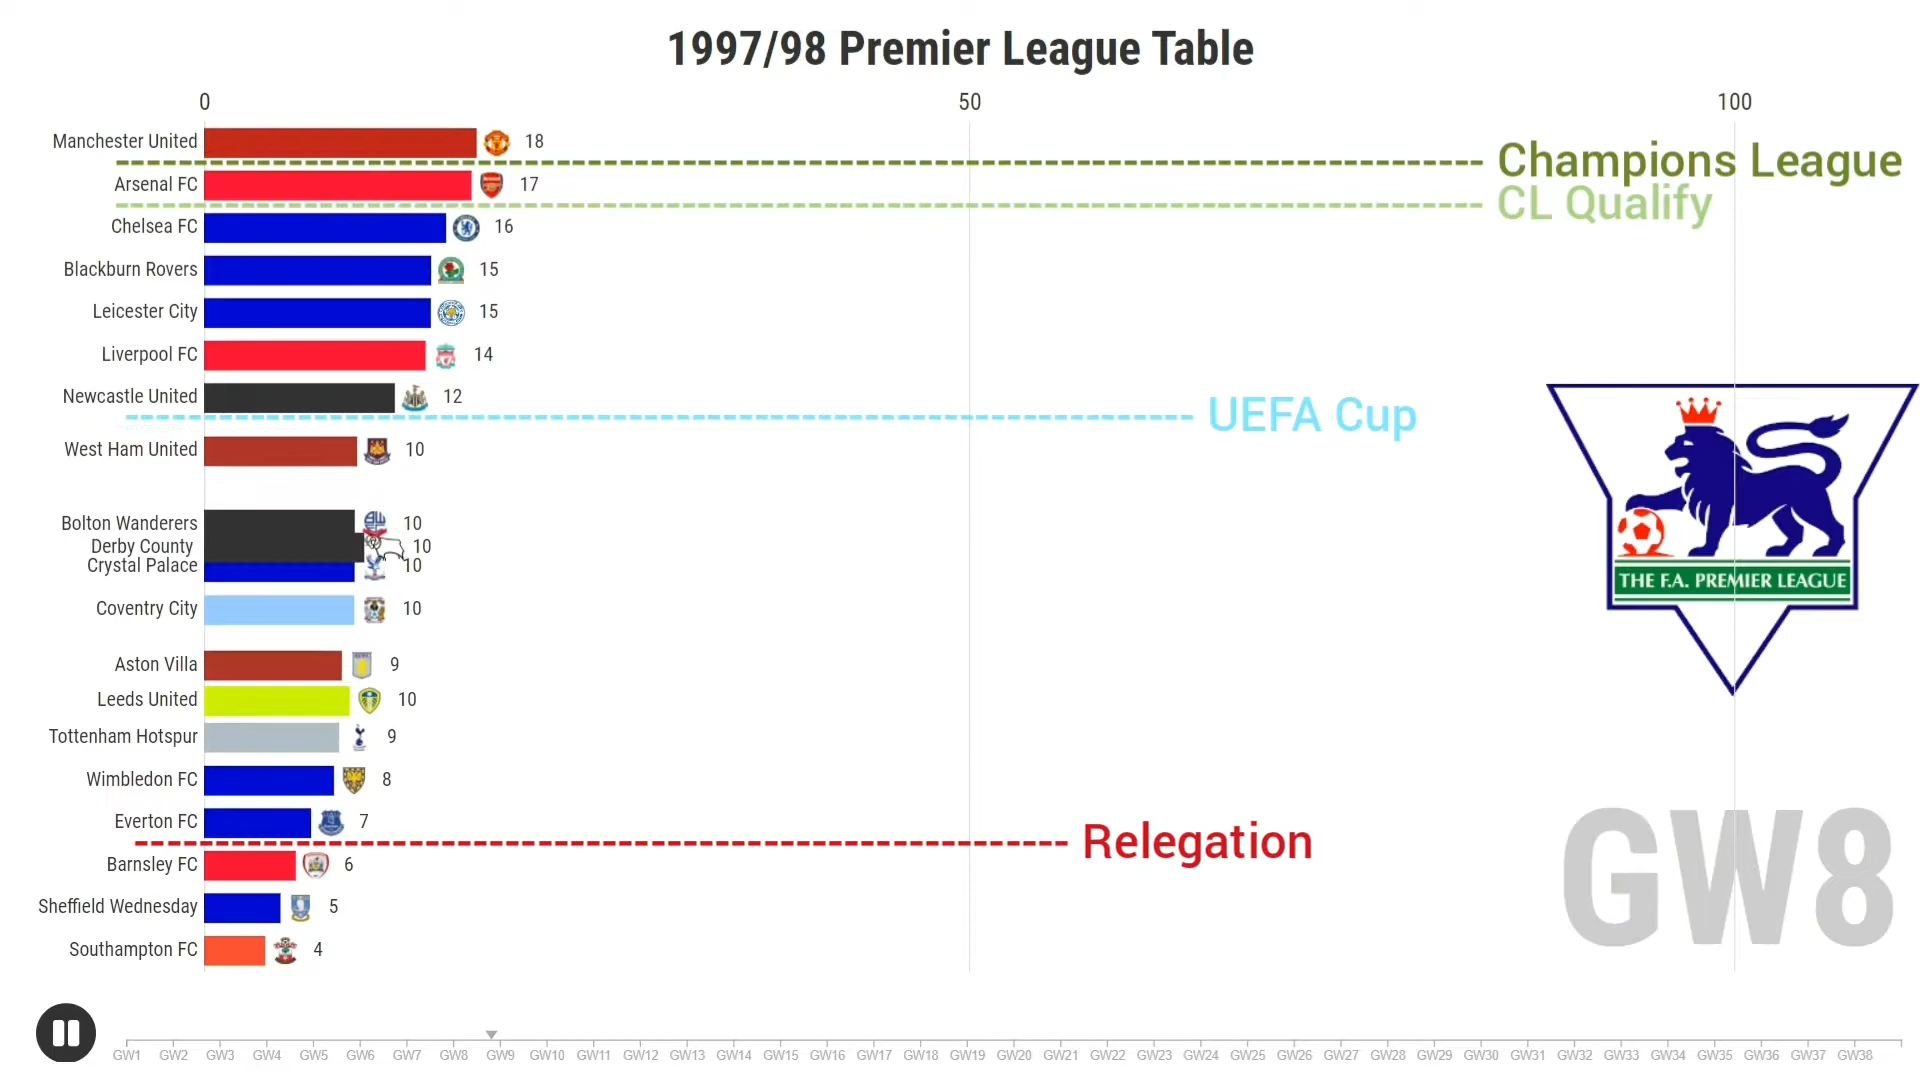 1997/98 Premier League Table
0 50 100
Manchester United 18
Champions League
Arsenal FC 17
CL Qualify
Chelsea FC 16
Blackburn Rovers 15
Leicester City 15
Liverpool FC 14
Newcastle United 12
UEFA Cup
West Ham United 10
Bolton Wanderers 10
Derby County 10
Crystal Palace 10
Coventry City 10
THE F.A. PREMIER LEAGUE
Aston Villa 9
Leeds United 10
Tottenham Hotspur 9
Wimbledon FC 8
Everton FC 7
Relegation
Barnsley FC 6
GW8
Sheffield Wednesday 5
Southampton FC 4
GW1 GW2 GW3 GW4 GW5 GW6 GW7 GW8 GW9 GW10 GW11 GW12 GW13 GW14 GW15 GW16 GW17 GW18 GW19 GW20 GW21 GW22 GW23 GW24 GW25 GW26 GW27 GW28 GW29 GW30 GW31 GW32 GW33 GW34 GW35 GW36 GW37 GW38